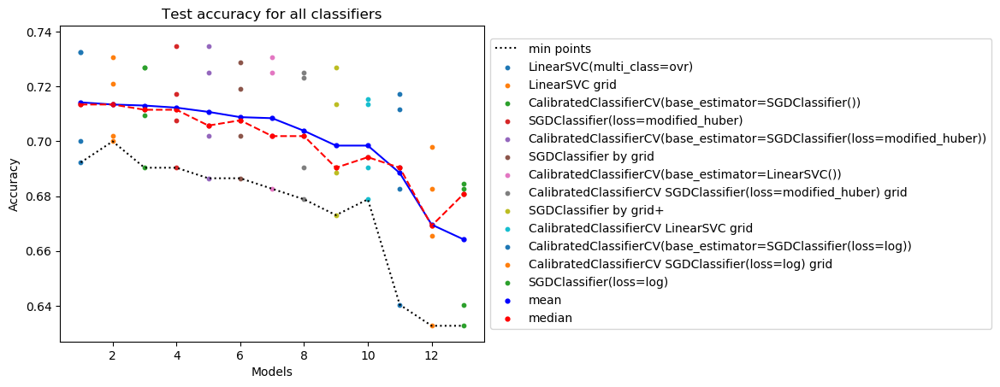 Test accuracy for all classifiers
0.74
0.72
0.70
0.68
0.66
0.64
Accuracy
2 4 6 8 10 12
Models
min points
LinearSVC(multi_class=ovr)
LinearSVC grid
CalibratedClassifierCV(base_estimator=SGDClassifier())
SGDClassifier(loss=modified_huber)
CalibratedClassifierCV(base_estimator=SGDClassifier(loss=modified_huber))
SGDClassifier by grid
CalibratedClassifierCV(base_estimator=LinearSVC())
CalibratedClassifierCV SGDClassifier(loss=modified_huber) grid
SGDClassifier by grid+
CalibratedClassifierCV LinearSVC grid
CalibratedClassifierCV(base_estimator=SGDClassifier(loss=log))
CalibratedClassifierCV SGDClassifier(loss=log) grid
SGDClassifier(loss=log)
mean
median